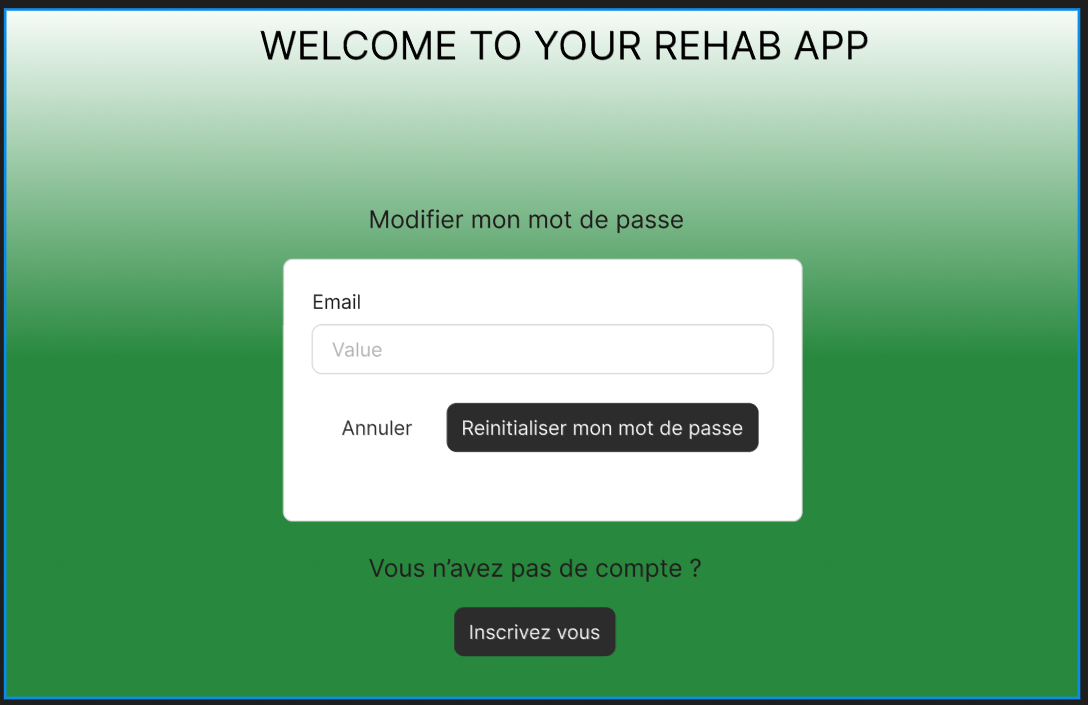 WELCOME TO YOUR REHAB APP
Modifier mon mot de passe
Email
Value
Annuler
Reinitialiser mon mot de passe
Vous n’avez pas de compte ?
Inscrivez vous